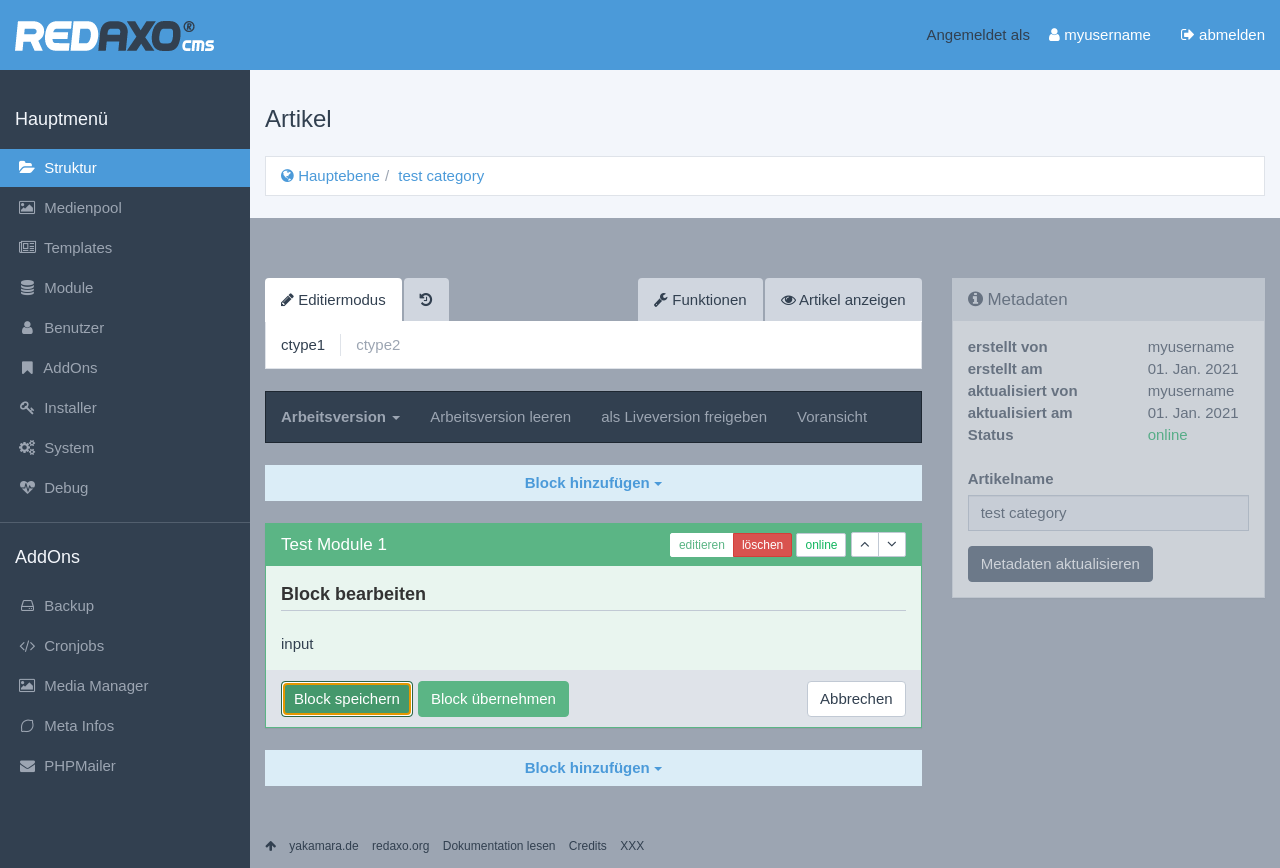 REDAXO® cms
Angemeldet als myusername abmelden
Hauptmenü
Struktur
Medienpool
Templates
Module
Benutzer
AddOns
Installer
System
Debug
AddOns
Backup
Cronjobs
Media Manager
Meta Infos
PHPMailer
Artikel
Hauptebene / test category
Editiermodus Funktionen Artikel anzeigen
ctype1 ctype2
Arbeitsversion Arbeitsversion leeren als Liveversion freigeben Voransicht
Block hinzufügen
Test Module 1 editieren löschen online
Block bearbeiten
input
Block speichern Block übernehmen Abbrechen
Block hinzufügen
Metadaten
erstellt von myusername
erstellt am 01. Jan. 2021
aktualisiert von myusername
aktualisiert am 01. Jan. 2021
Status online
Artikelname
test category
Metadaten aktualisieren
yakamara.de redaxo.org Dokumentation lesen Credits XXX